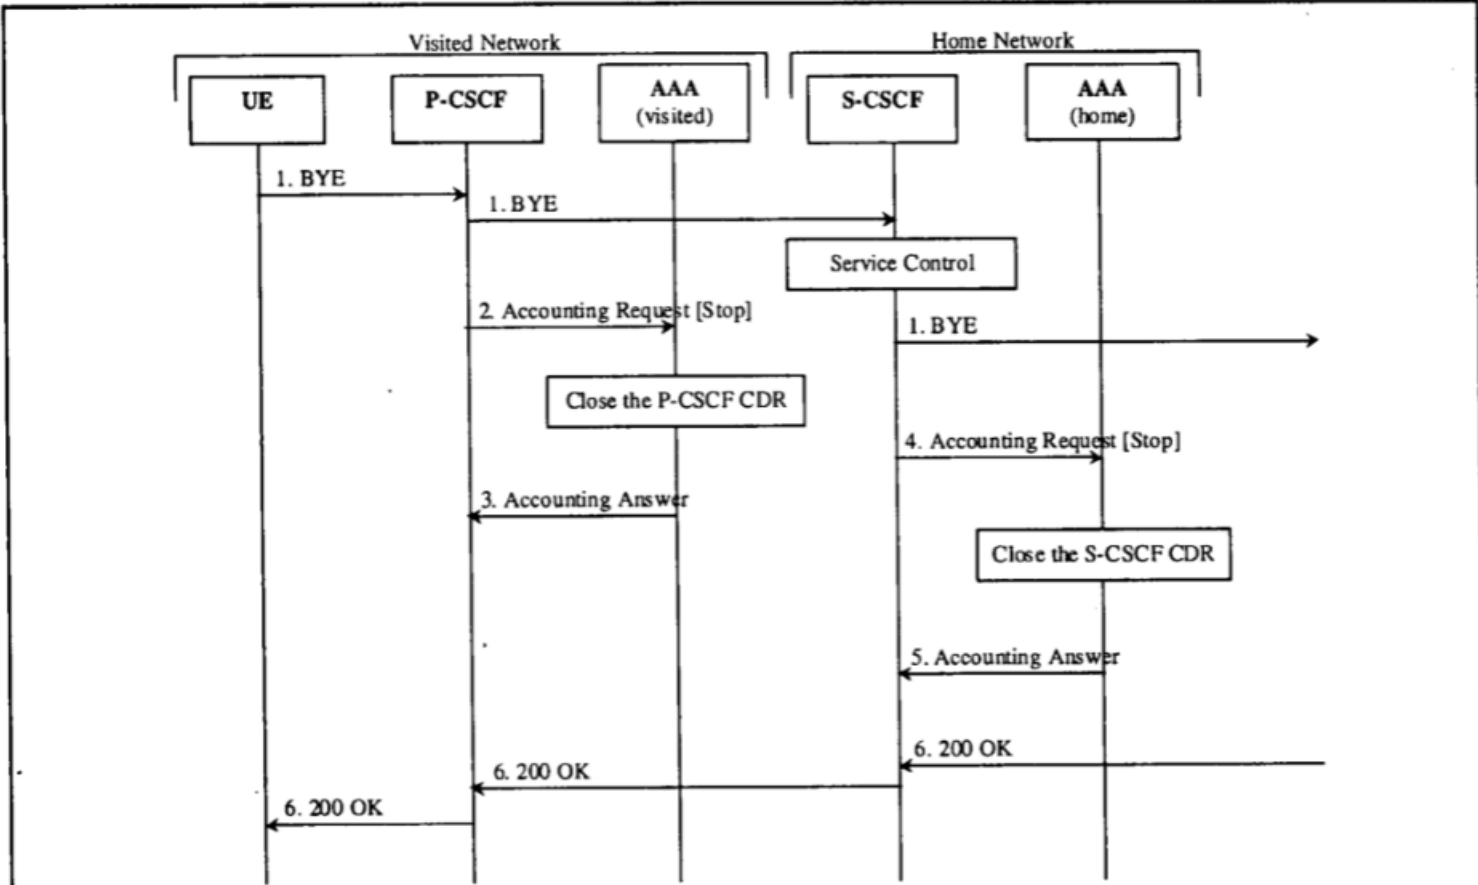 Visited Network
Home Network
UE
P-CSCF
AAA
(visited)
S-CSCF
AAA
(home)
1. BYE
1. BYE
Service Control
2. Accounting Request [Stop]
1. BYE
Close the P-CSCF CDR
4. Accounting Request [Stop]
3. Accounting Answer
Close the S-CSCF CDR
5. Accounting Answer
6. 200 OK
6. 200 OK
6. 200 OK